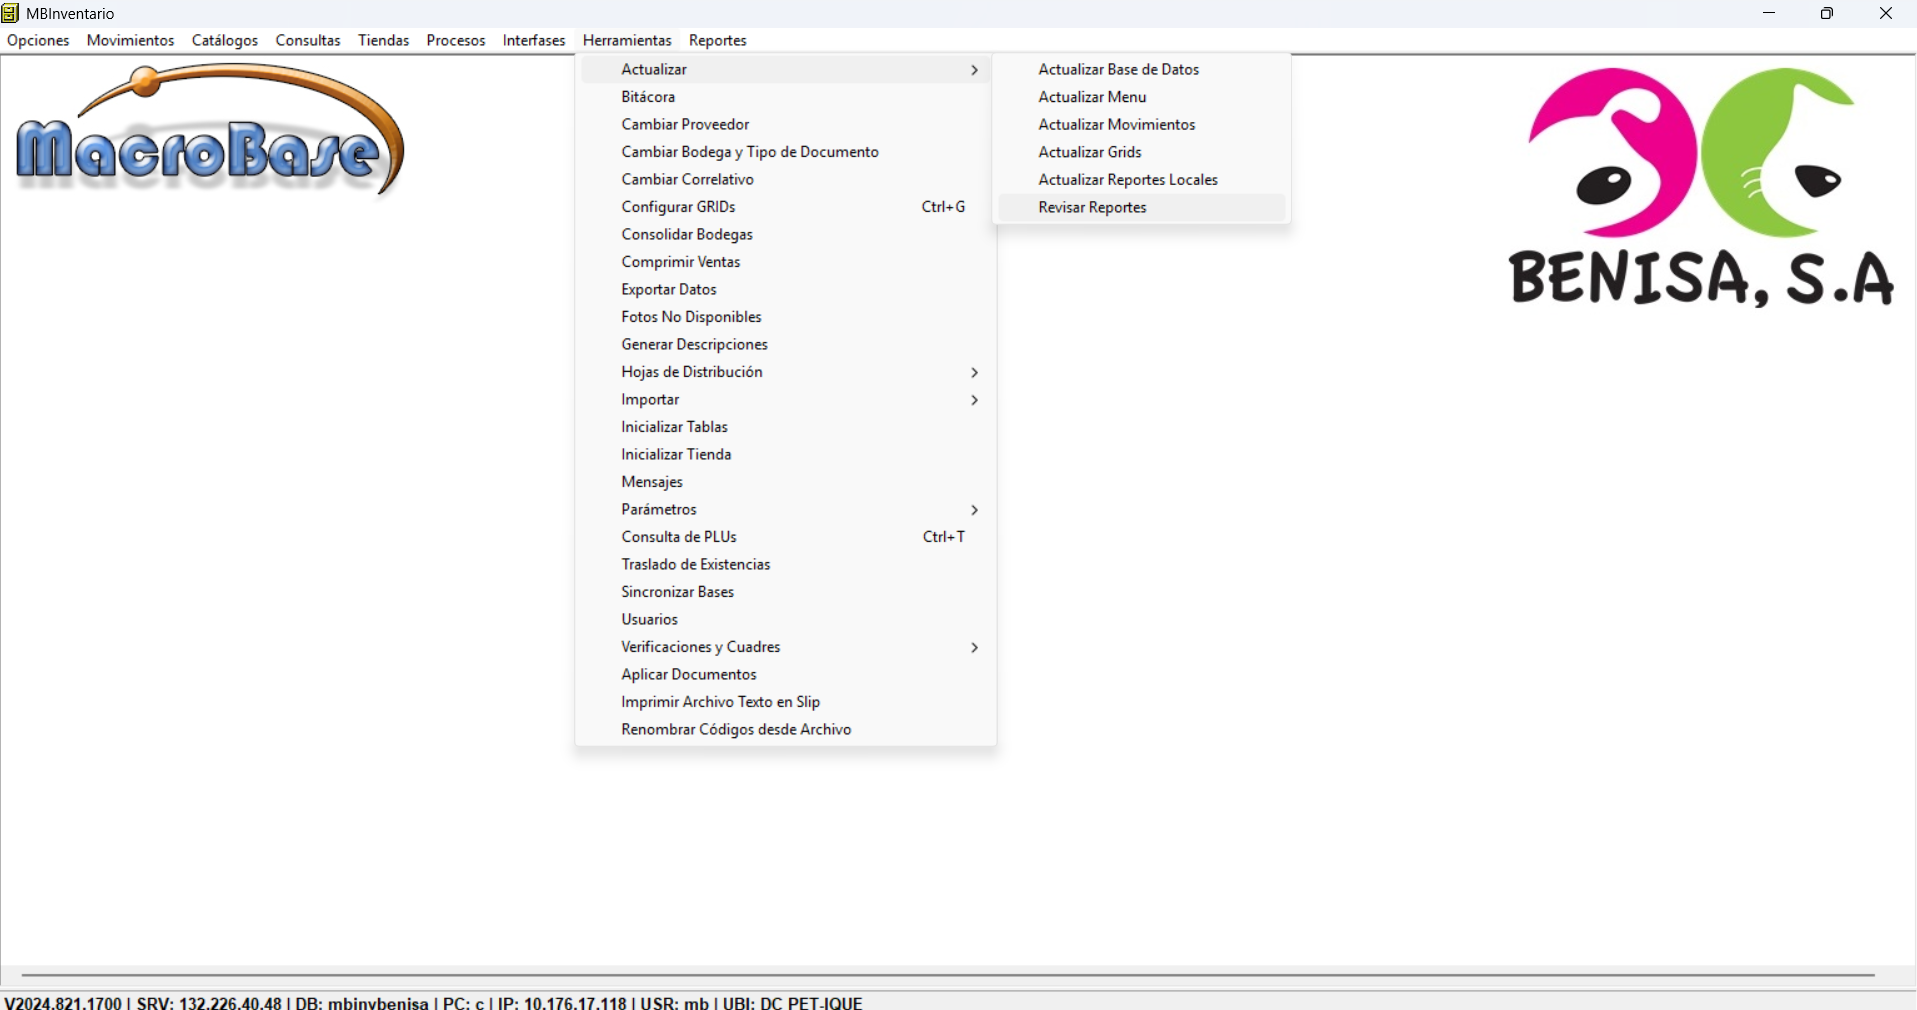 MBInventario
Opciones Movimientos Catálogos Consultas Tiendas Procesos Interfases Herramientas Reportes
MacroBase
Actualizar
Bitácora
Cambiar Proveedor
Cambiar Bodega y Tipo de Documento
Cambiar Correlativo
Configurar GRIDs Ctrl+G
Consolidar Bodegas
Comprimir Ventas
Exportar Datos
Fotos No Disponibles
Generar Descripciones
Hojas de Distribución
Importar
Inicializar Tablas
Inicializar Tienda
Mensajes
Parámetros
Consulta de PLUs Ctrl+T
Traslado de Existencias
Sincronizar Bases
Usuarios
Verificaciones y Cuadres
Aplicar Documentos
Imprimir Archivo Texto en Slip
Renombrar Códigos desde Archivo
Actualizar Base de Datos
Actualizar Menu
Actualizar Movimientos
Actualizar Grids
Actualizar Reportes Locales
Revisar Reportes
BENISA, S.A
V2024.821.1700 | SRV: 132.226.40.48 | DB: mbinvbenisa | PC: c | IP: 10.176.17.118 | USR: mb | UBI: DC PET-IQUE